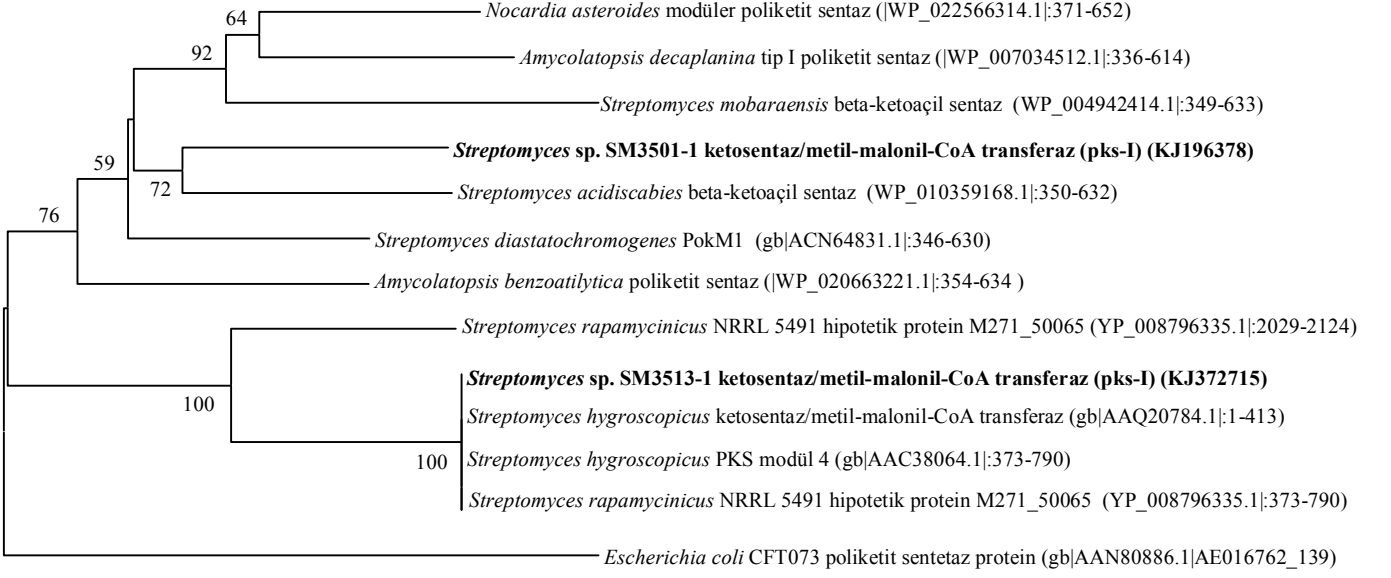 64
Nocardia asteroides modüler poliketit sentaz (|WP_022566314.1|:371-652)
92
Amycolatopsis decaplanina tip I poliketit sentaz (|WP_007034512.1|:336-614)
Streptomyces mobaraensis beta-ketoaçil sentaz (WP_004942414.1|:349-633)
Streptomyces sp. SM3501-1 ketosentaz/metil-malonil-CoA transferaz (pks-I) (KJ196378)
59
72
Streptomyces acidiscabies beta-ketoaçil sentaz (WP_010359168.1|:350-632)
76
Streptomyces diastatochromogenes PokM1 (gb|ACN64831.1|:346-630)
Amycolatopsis benzoatilytica poliketit sentaz (|WP_020663221.1|:354-634 )
Streptomyces rapamycinicus NRRL 5491 hipotetik protein M271_50065 (YP_008796335.1|:2029-2124)
Streptomyces sp. SM3513-1 ketosentaz/metil-malonil-CoA transferaz (pks-I) (KJ372715)
100
Streptomyces hygroscopicus ketosentaz/metil-malonil-CoA transferaz (gb|AAQ20784.1|:1-413)
100
Streptomyces hygroscopicus PKS modül 4 (gb|AAC38064.1|:373-790)
Streptomyces rapamycinicus NRRL 5491 hipotetik protein M271_50065 (YP_008796335.1|:373-790)
Escherichia coli CFT073 poliketit sentetaz protein (gb|AAN80886.1|AE016762_139)